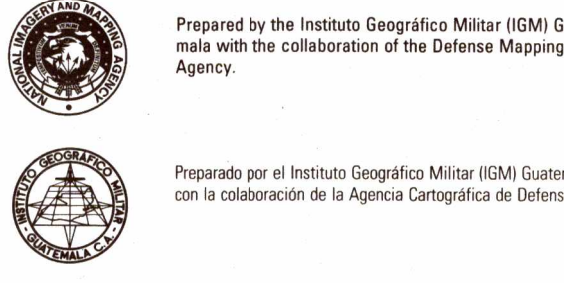 NATIONAL IMAGERY AND MAPPING AGENCY
Prepared by the Instituto Geográfico Militar (IGM) G
mala with the collaboration of the Defense Mapping
Agency.
INSTITUTO GEOGRAFICO MILITAR
- GUATEMALA C.A. -
Preparado por el Instituto Geográfico Militar (IGM) Guater
con la colaboración de la Agencia Cartográfica de Defens